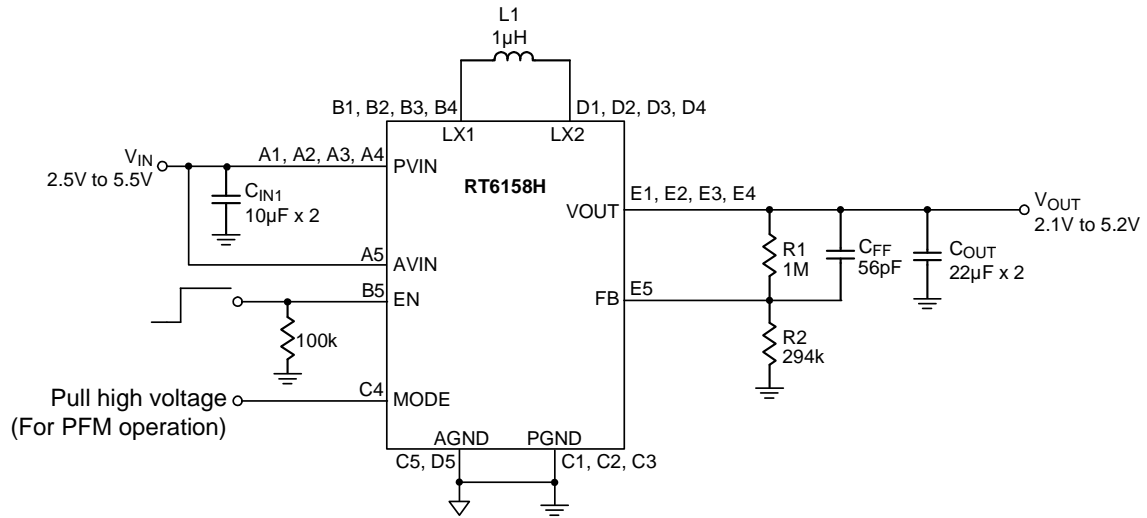 L1
1µH
B1, B2, B3, B4
D1, D2, D3, D4
LX1
LX2
VIN
2.5V to 5.5V
A1, A2, A3, A4
PVIN
RT6158H
CIN1
10µF x 2
VOUT
E1, E2, E3, E4
VOUT
2.1V to 5.2V
R1
1M
CFF
56pF
COUT
22µF x 2
A5
AVIN
B5
EN
FB
E5
100k
R2
294k
Pull high voltage
(For PFM operation)
C4
MODE
AGND
PGND
C5, D5
C1, C2, C3